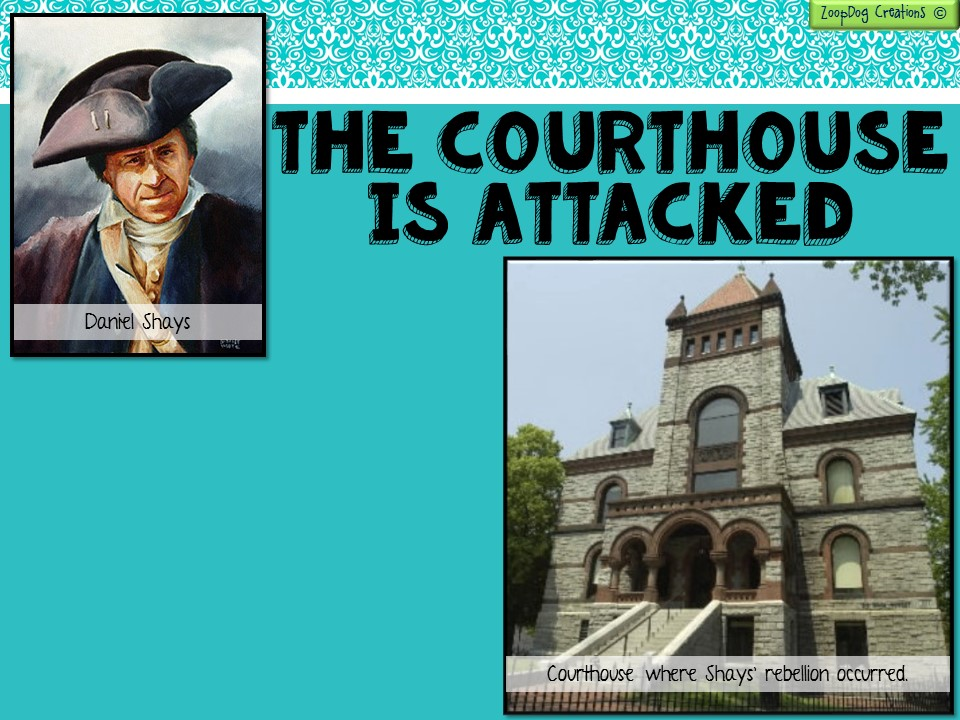 ZoopDog Creations ©
THE COURTHOUSE
IS ATTACKED
Daniel Shays
Courthouse where Shays' rebellion occurred.